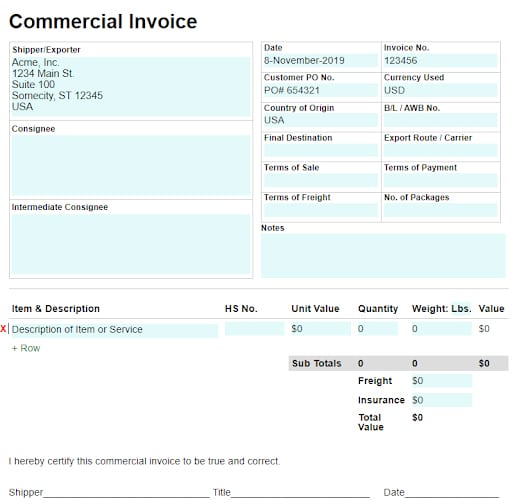 Commercial Invoice
Shipper/Exporter
Acme, Inc.
1234 Main St.
Suite 100
Somecity, ST 12345
USA
Consignee
Intermediate Consignee
Date Invoice No.
8-November-2019 123456
Customer PO No. Currency Used
PO# 654321 USD
Country of Origin B/L / AWB No.
USA
Final Destination Export Route / Carrier
Terms of Sale Terms of Payment
Terms of Freight No. of Packages
Notes
Item & Description HS No. Unit Value Quantity Weight: Lbs. Value
X Description of Item or Service $0 0 0 $0
+ Row
Sub Totals 0 0 $0
Freight $0
Insurance $0
Total $0
Value
I hereby certify this commercial invoice to be true and correct.
Shipper Title Date